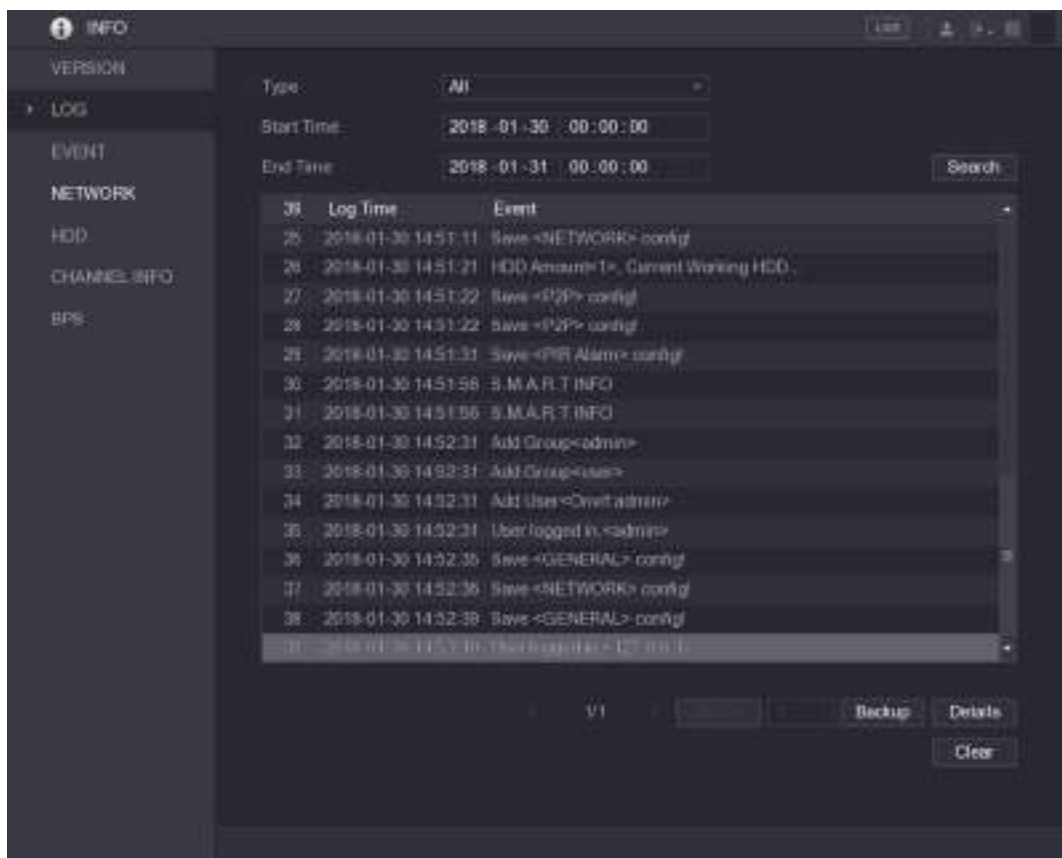 INFO
LIVE
VERSION
LOG
EVENT
NETWORK
HDD
CHANNEL INFO
BPS
Type All
Start Time 2018 -01 -30 00 : 00 : 00
End Time 2018 -01 -31 00 : 00 : 00
Search
39 Log Time Event
25 2018-01-30 14:51:11 Save <NETWORK> config!
26 2018-01-30 14:51:21 HDD Amount<1>, Current Working HDD...
27 2018-01-30 14:51:22 Save <P2P> config!
28 2018-01-30 14:51:22 Save <P2P> config!
29 2018-01-30 14:51:31 Save <PIR Alarm> config!
30 2018-01-30 14:51:56 S.M.A.R.T INFO
31 2018-01-30 14:51:56 S.M.A.R.T INFO
32 2018-01-30 14:52:31 Add Group<admin>
33 2018-01-30 14:52:31 Add Group<user>
34 2018-01-30 14:52:31 Add User<Onvif admin>
35 2018-01-30 14:52:31 User logged in.<admin>
36 2018-01-30 14:52:35 Save <GENERAL> config!
37 2018-01-30 14:52:36 Save <NETWORK> config!
38 2018-01-30 14:52:39 Save <GENERAL> config!
39
1/1
Backup
Details
Clear